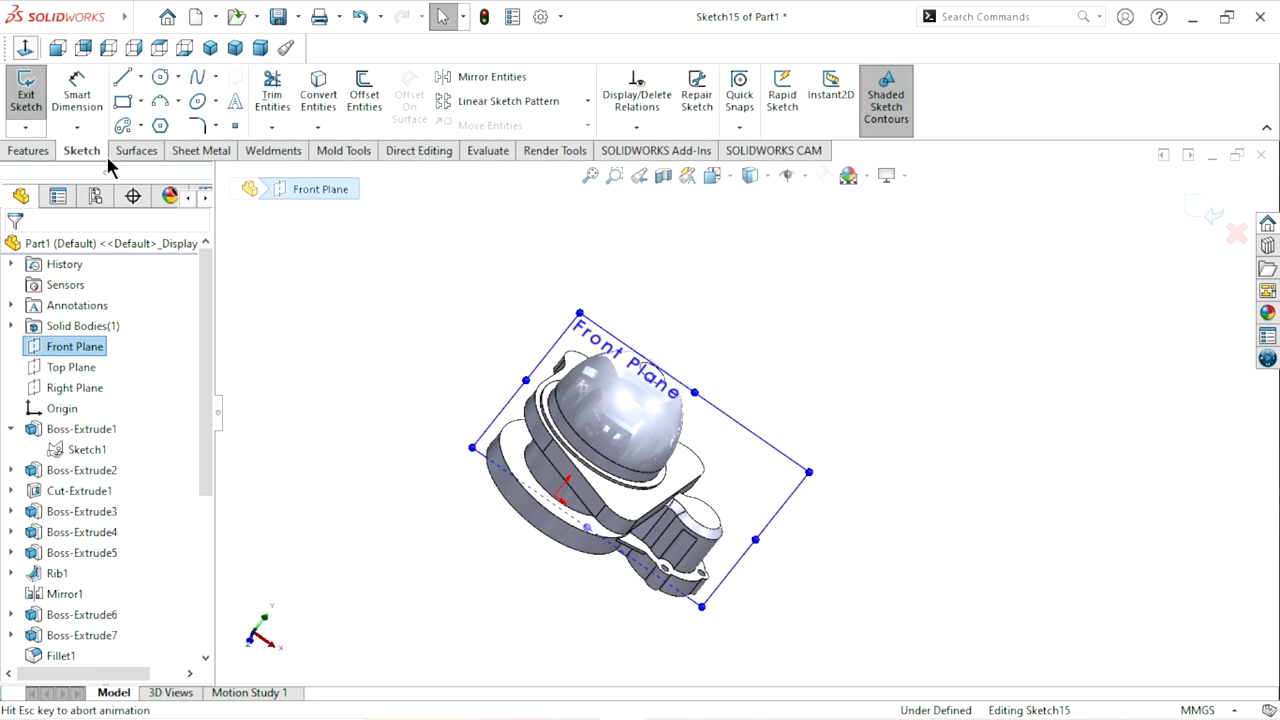 SOLIDWORKS
Sketch15 of Part1 *
Search Commands
Exit Sketch
Smart Dimension
Trim Entities
Convert Entities
Offset Entities
Offset On Surface
Mirror Entities
Linear Sketch Pattern
Move Entities
Display/Delete Relations
Repair Sketch
Quick Snaps
Rapid Sketch
Instant2D
Shaded Sketch Contours
Features
Sketch
Surfaces
Sheet Metal
Weldments
Mold Tools
Direct Editing
Evaluate
Render Tools
SOLIDWORKS Add-Ins
SOLIDWORKS CAM
Front Plane
Part1 (Default) <<Default>_Display
History
Sensors
Annotations
Solid Bodies(1)
Front Plane
Top Plane
Right Plane
Origin
Boss-Extrude1
Sketch1
Boss-Extrude2
Cut-Extrude1
Boss-Extrude3
Boss-Extrude4
Boss-Extrude5
Rib1
Mirror1
Boss-Extrude6
Boss-Extrude7
Fillet1
Front Plane
Y
X
Z
Model
3D Views
Motion Study 1
Hit Esc key to abort animation
Under Defined
Editing Sketch15
MMGS